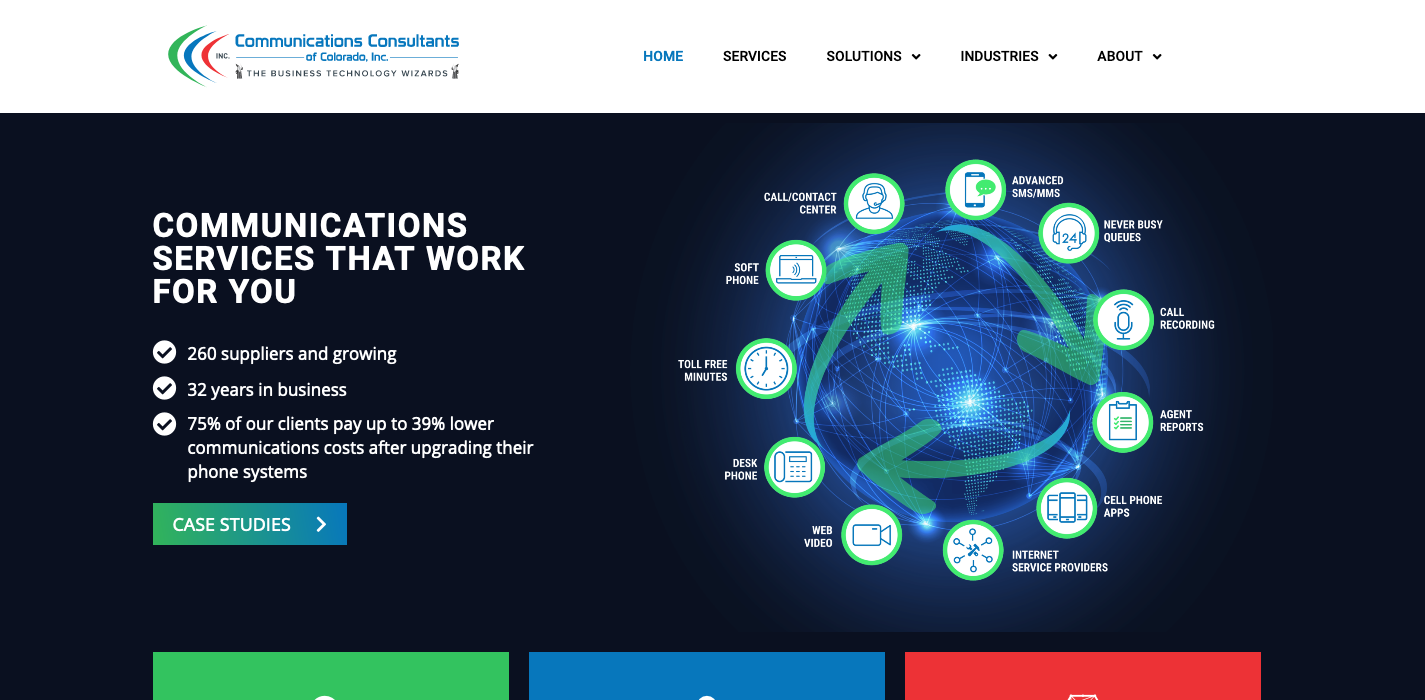 Communications Consultants
INC.
of Colorado, Inc.
THE BUSINESS TECHNOLOGY WIZARDS
HOME
SERVICES
SOLUTIONS
INDUSTRIES
ABOUT
COMMUNICATIONS
SERVICES THAT WORK
FOR YOU
260 suppliers and growing
32 years in business
75% of our clients pay up to 39% lower
communications costs after upgrading their
phone systems
CASE STUDIES
CALL/CONTACT
CENTER
ADVANCED
SMS/MMS
24
NEVER BUSY
QUEUES
SOFT
PHONE
CALL
RECORDING
TOLL FREE
MINUTES
AGENT
REPORTS
DESK
PHONE
CELL PHONE
APPS
WEB
VIDEO
INTERNET
SERVICE PROVIDERS